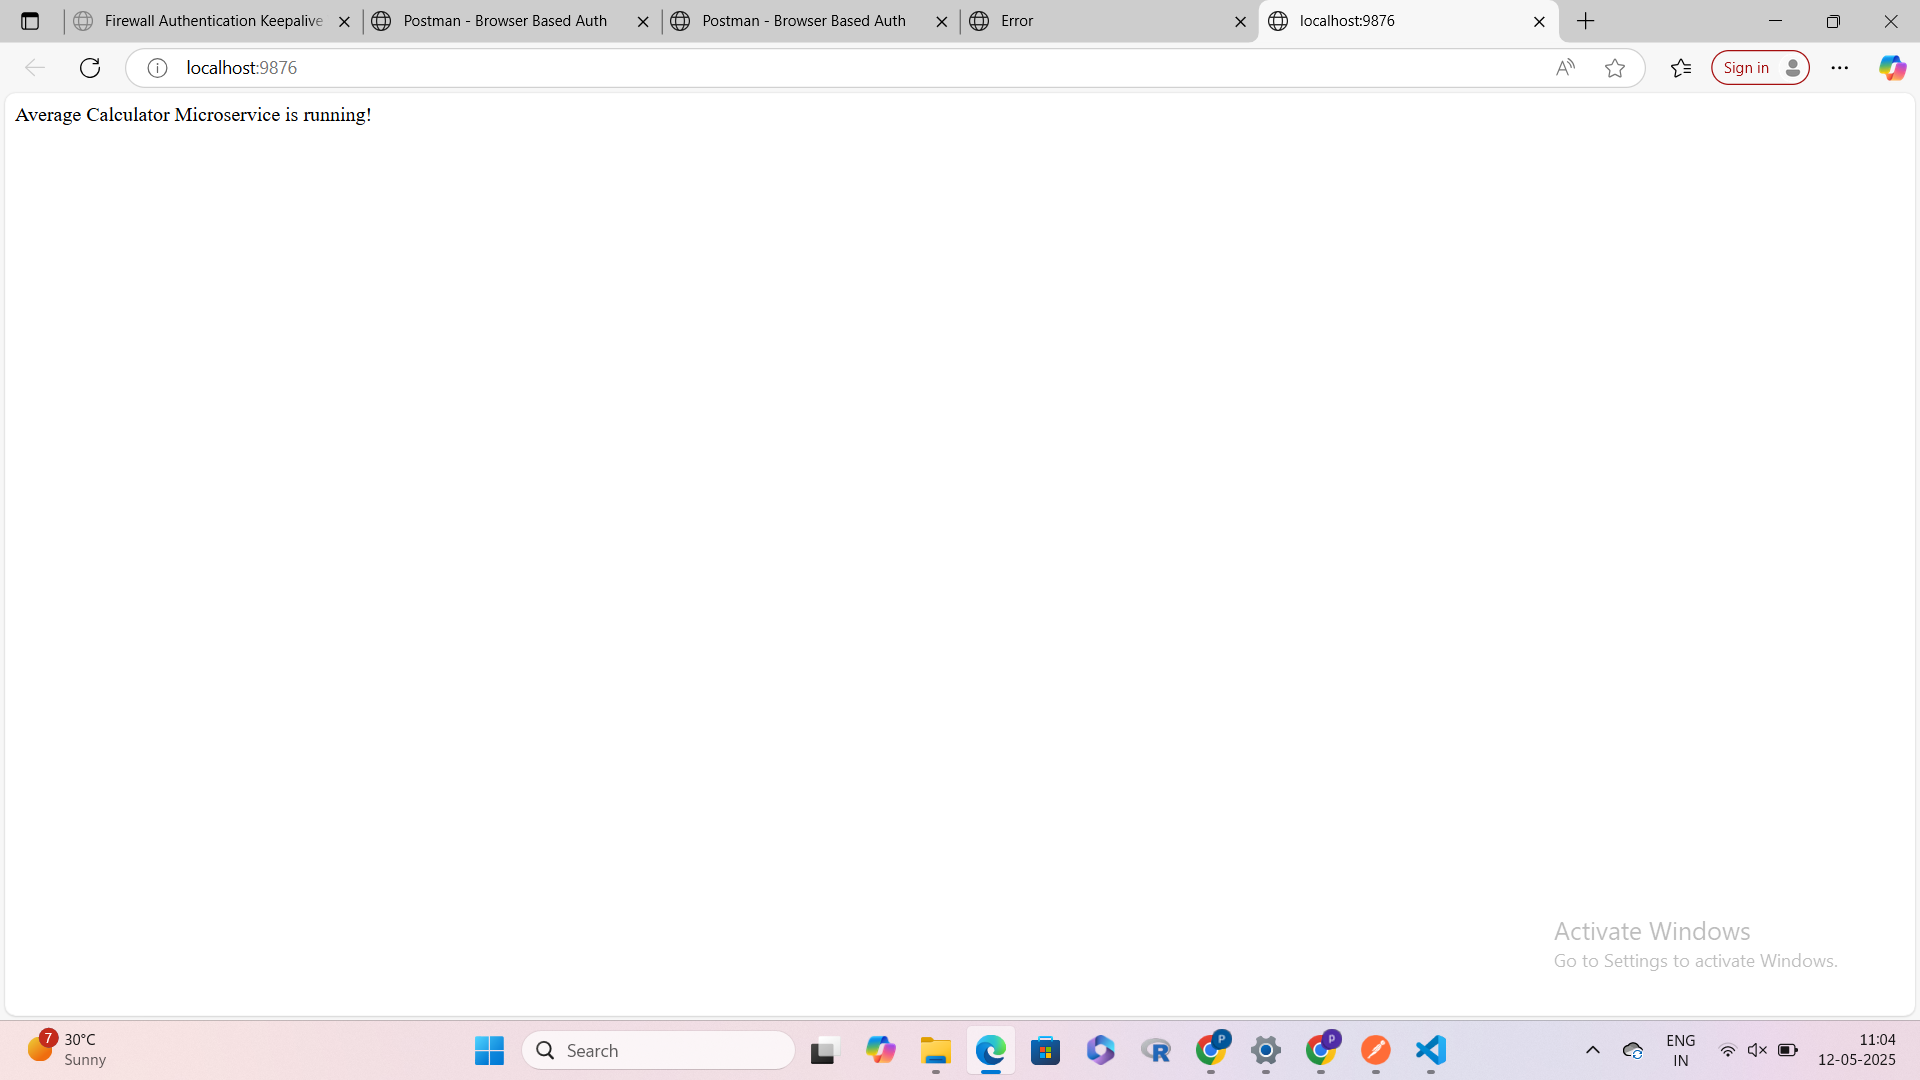 Firewall Authentication Keepalive
Postman - Browser Based Auth
Postman - Browser Based Auth
Error
localhost:9876
localhost:9876
Sign in
Average Calculator Microservice is running!
Activate Windows
Go to Settings to activate Windows.
7
30°C
Sunny
Search
P
p
ENG
IN
11:04
12-05-2025